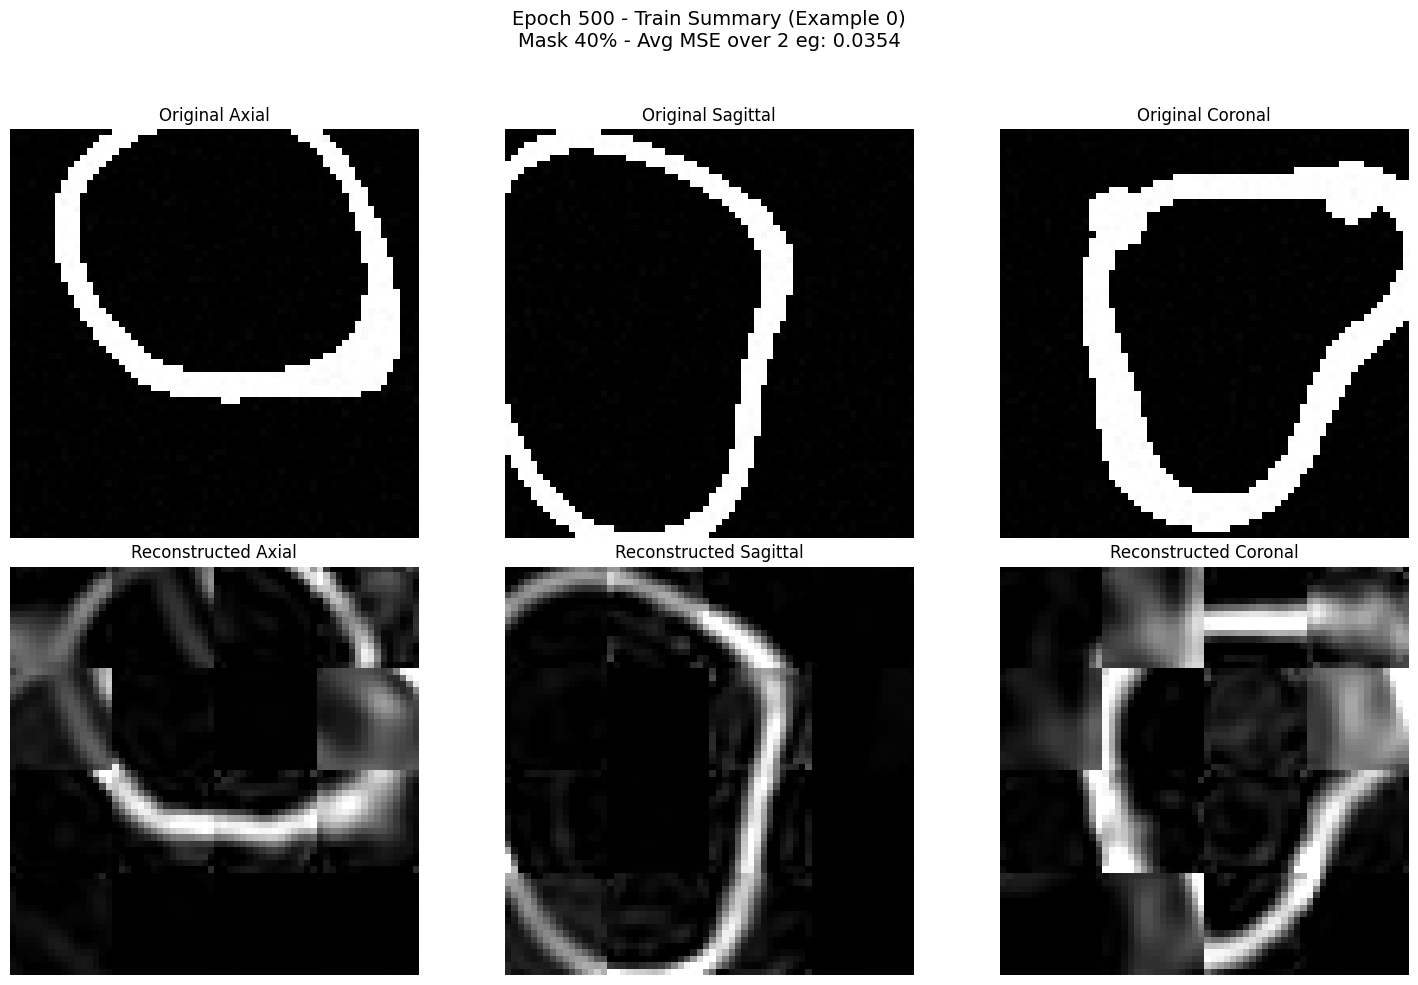 Epoch 500 - Train Summary (Example 0)
Mask 40% - Avg MSE over 2 eg: 0.0354
Original Axial
Original Sagittal
Original Coronal
Reconstructed Axial
Reconstructed Sagittal
Reconstructed Coronal